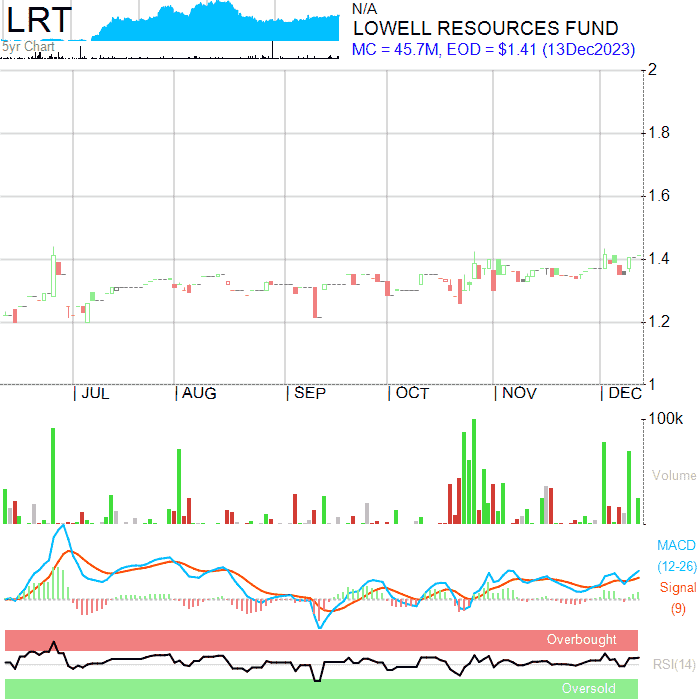 LRT
5yr Chart
N/A
LOWELL RESOURCES FUND
MC = 45.7M, EOD = $1.41 (13Dec2023)
2
1.8
1.6
1.4
1.2
1
JUL AUG SEP OCT NOV DEC
100k
Volume
MACD
(12-26)
Signal
(9)
Overbought
RSI(14)
Oversold